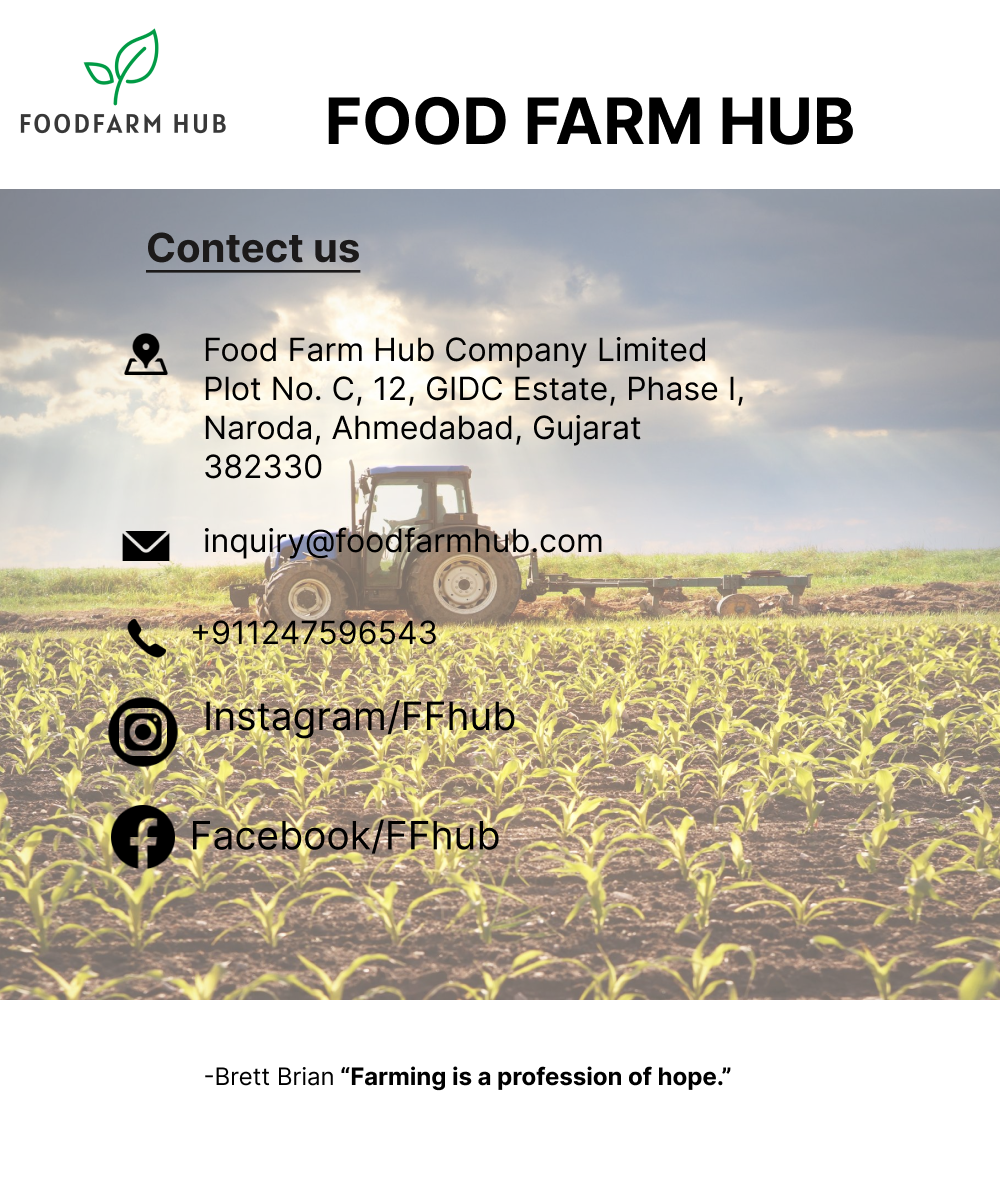 FOODFARM HUB
FOOD FARM HUB
Contect us
Food Farm Hub Company Limited
Plot No. C, 12, GIDC Estate, Phase I,
Naroda, Ahmedabad, Gujarat
382330
inquiry@foodfarmhub.com
+911247596543
Instagram/FFhub
Facebook/FFhub
-Brett Brian “Farming is a profession of hope.”